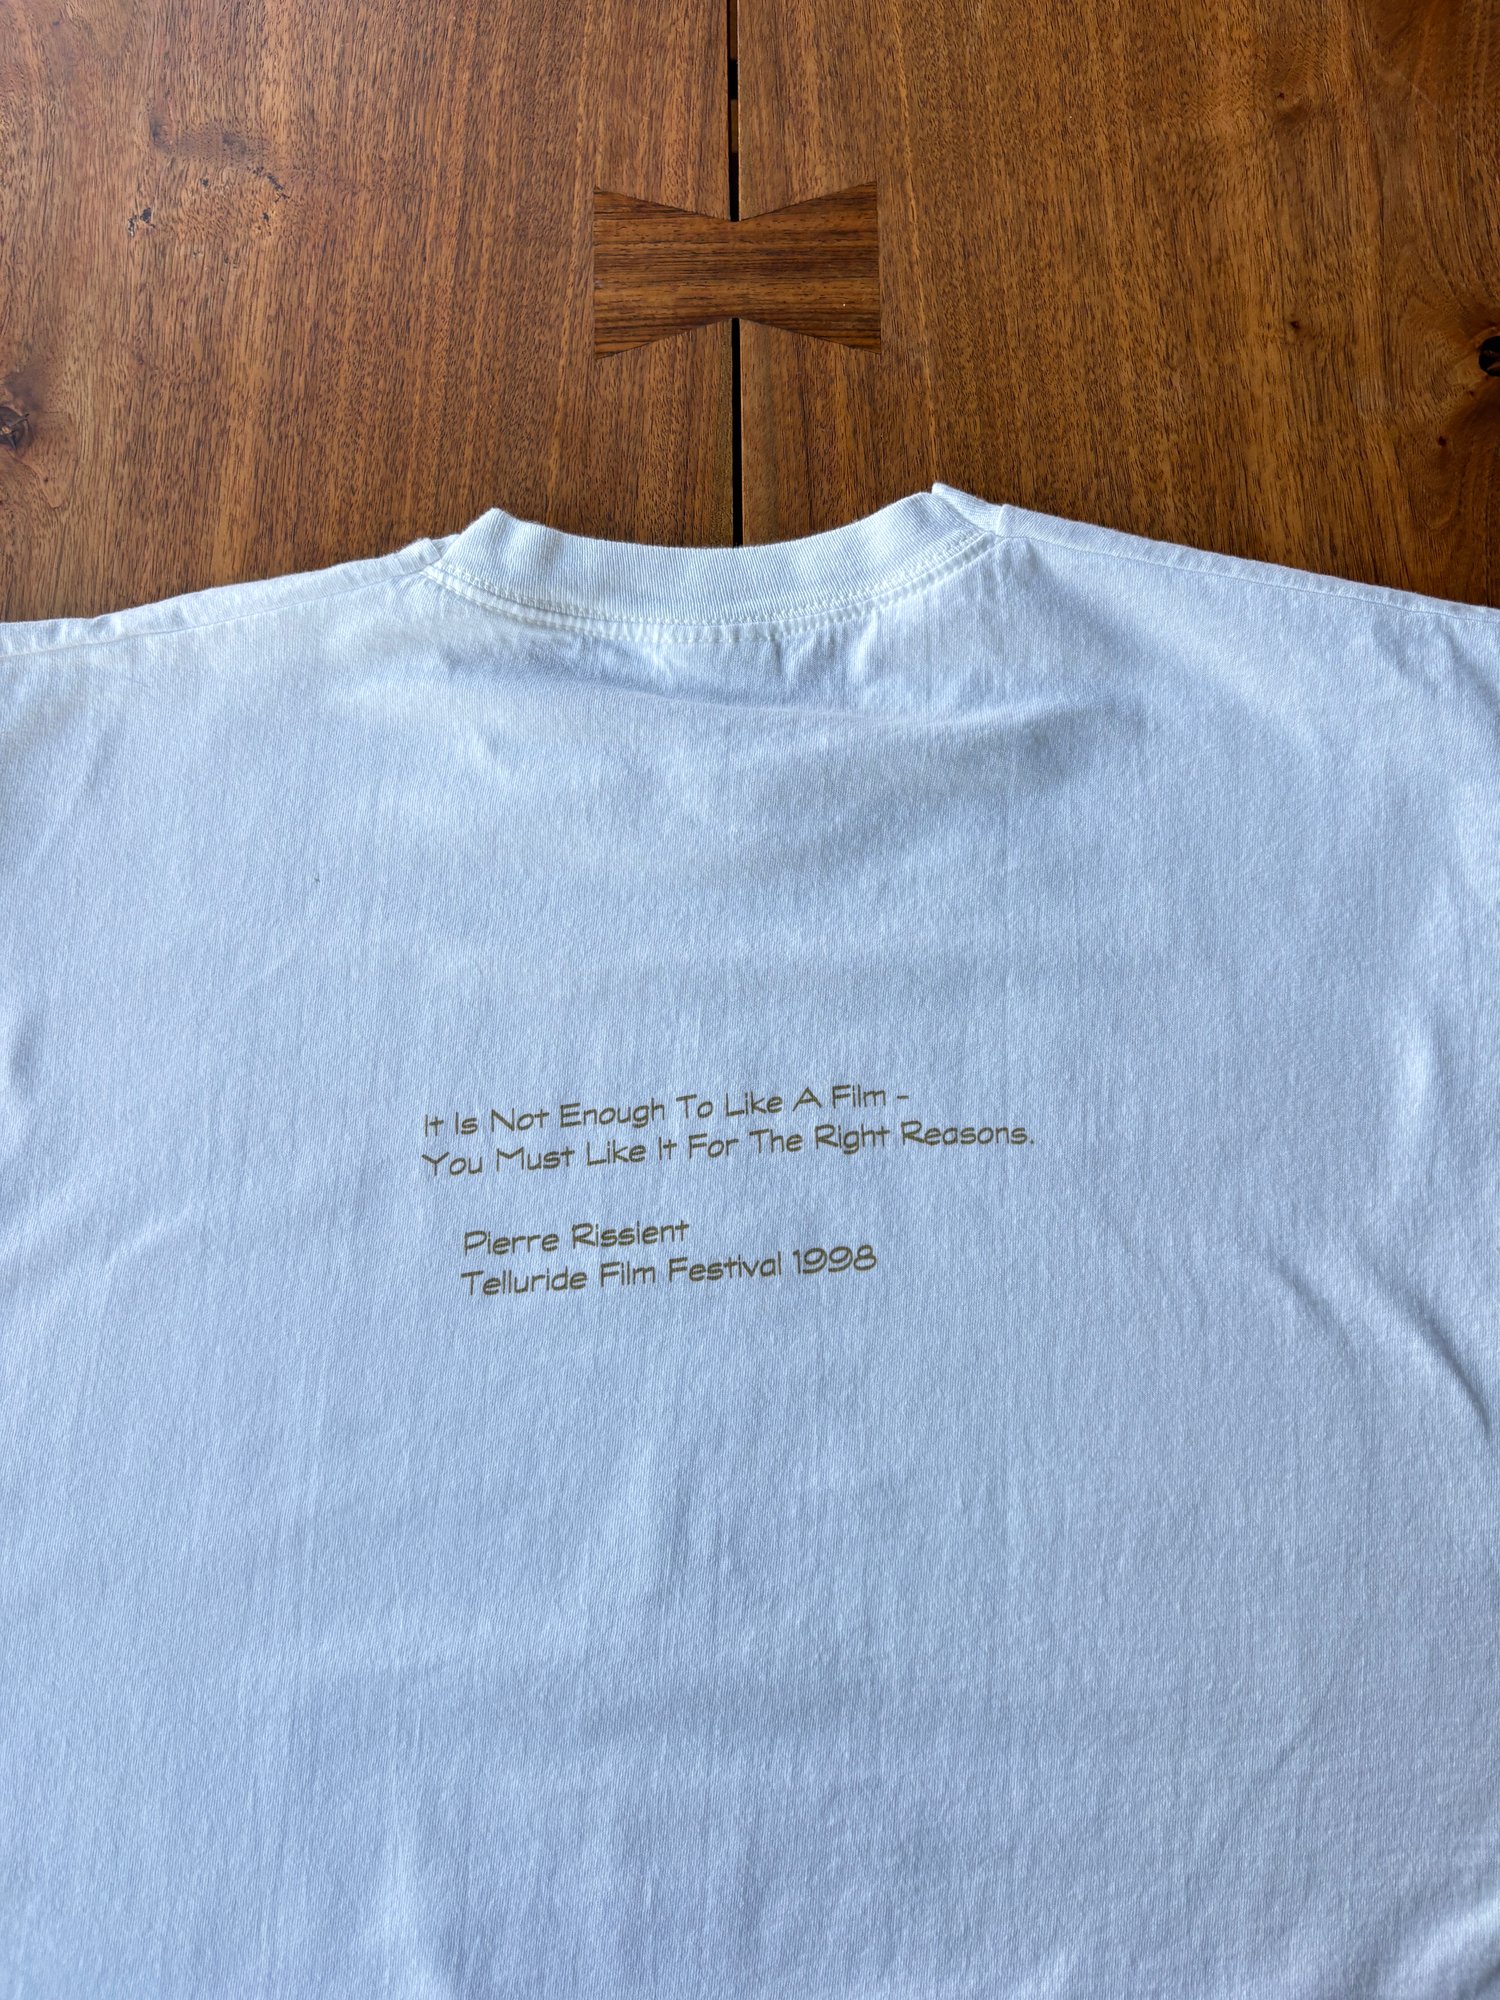 It Is Not Enough To Like A Film -
You Must Like It For The Right Reasons.
Pierre Rissient
Telluride Film Festival 1998